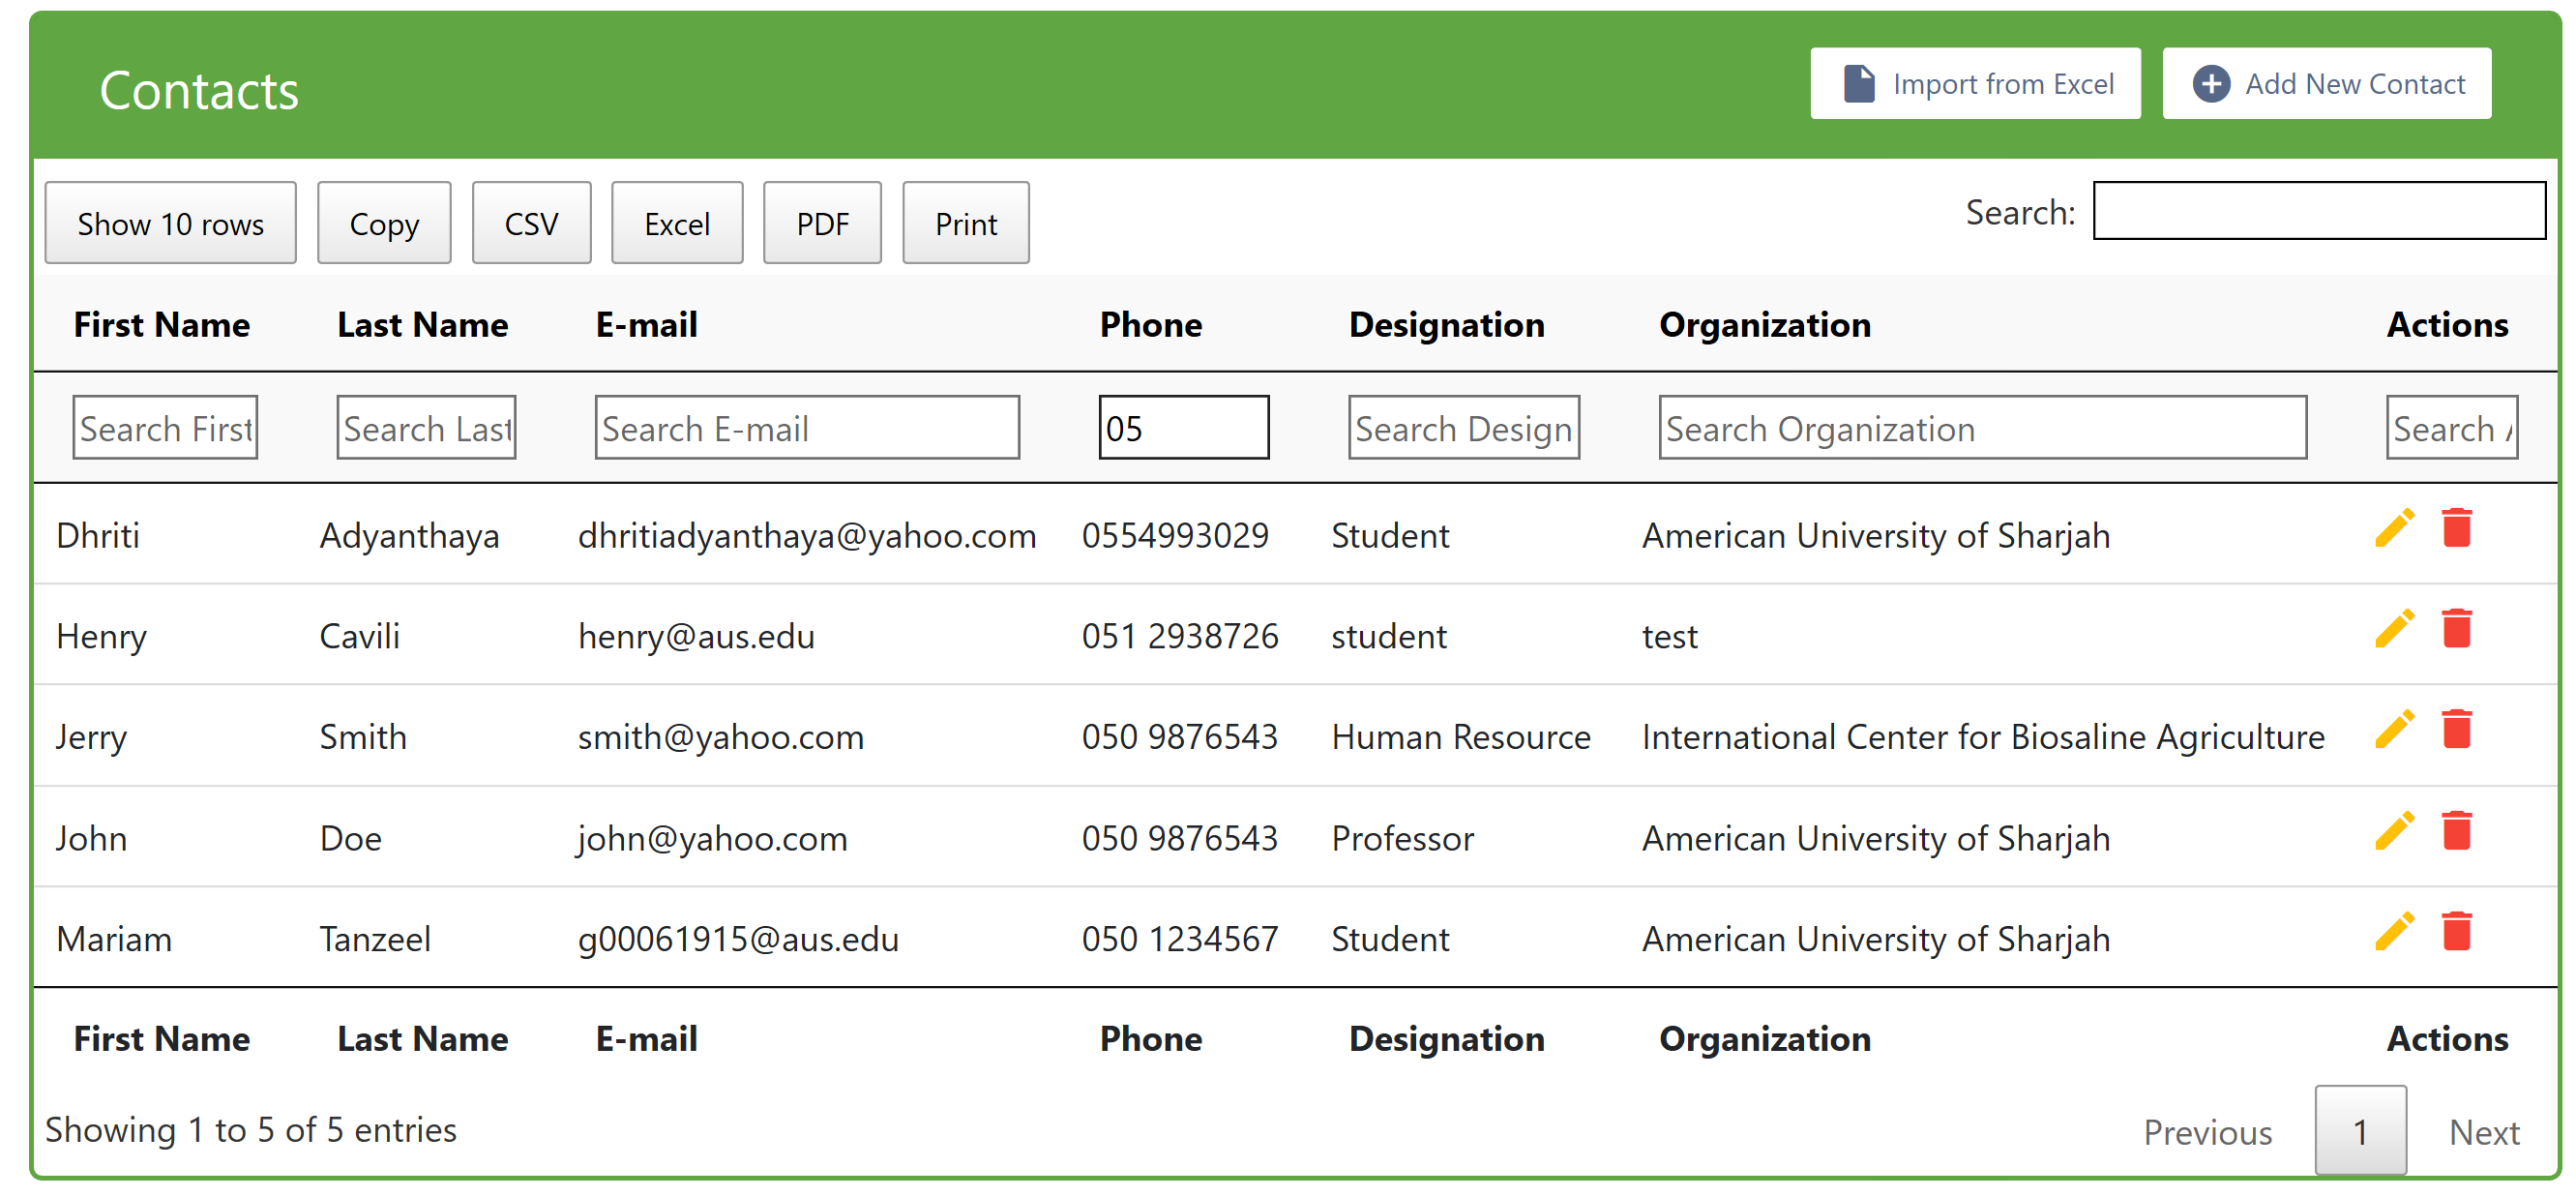 Contacts
Import from Excel
Add New Contact
Show 10 rows
Copy
CSV
Excel
PDF
Print
Search:
First Name Last Name E-mail Phone Designation Organization Actions
Search First Search Last Search E-mail 05 Search Design Search Organization Search
Dhriti Adyanthaya dhritiadyanthaya@yahoo.com 0554993029 Student American University of Sharjah
Henry Cavili henry@aus.edu 051 2938726 student test
Jerry Smith smith@yahoo.com 050 9876543 Human Resource International Center for Biosaline Agriculture
John Doe john@yahoo.com 050 9876543 Professor American University of Sharjah
Mariam Tanzeel g00061915@aus.edu 050 1234567 Student American University of Sharjah
First Name Last Name E-mail Phone Designation Organization Actions
Showing 1 to 5 of 5 entries
Previous 1 Next